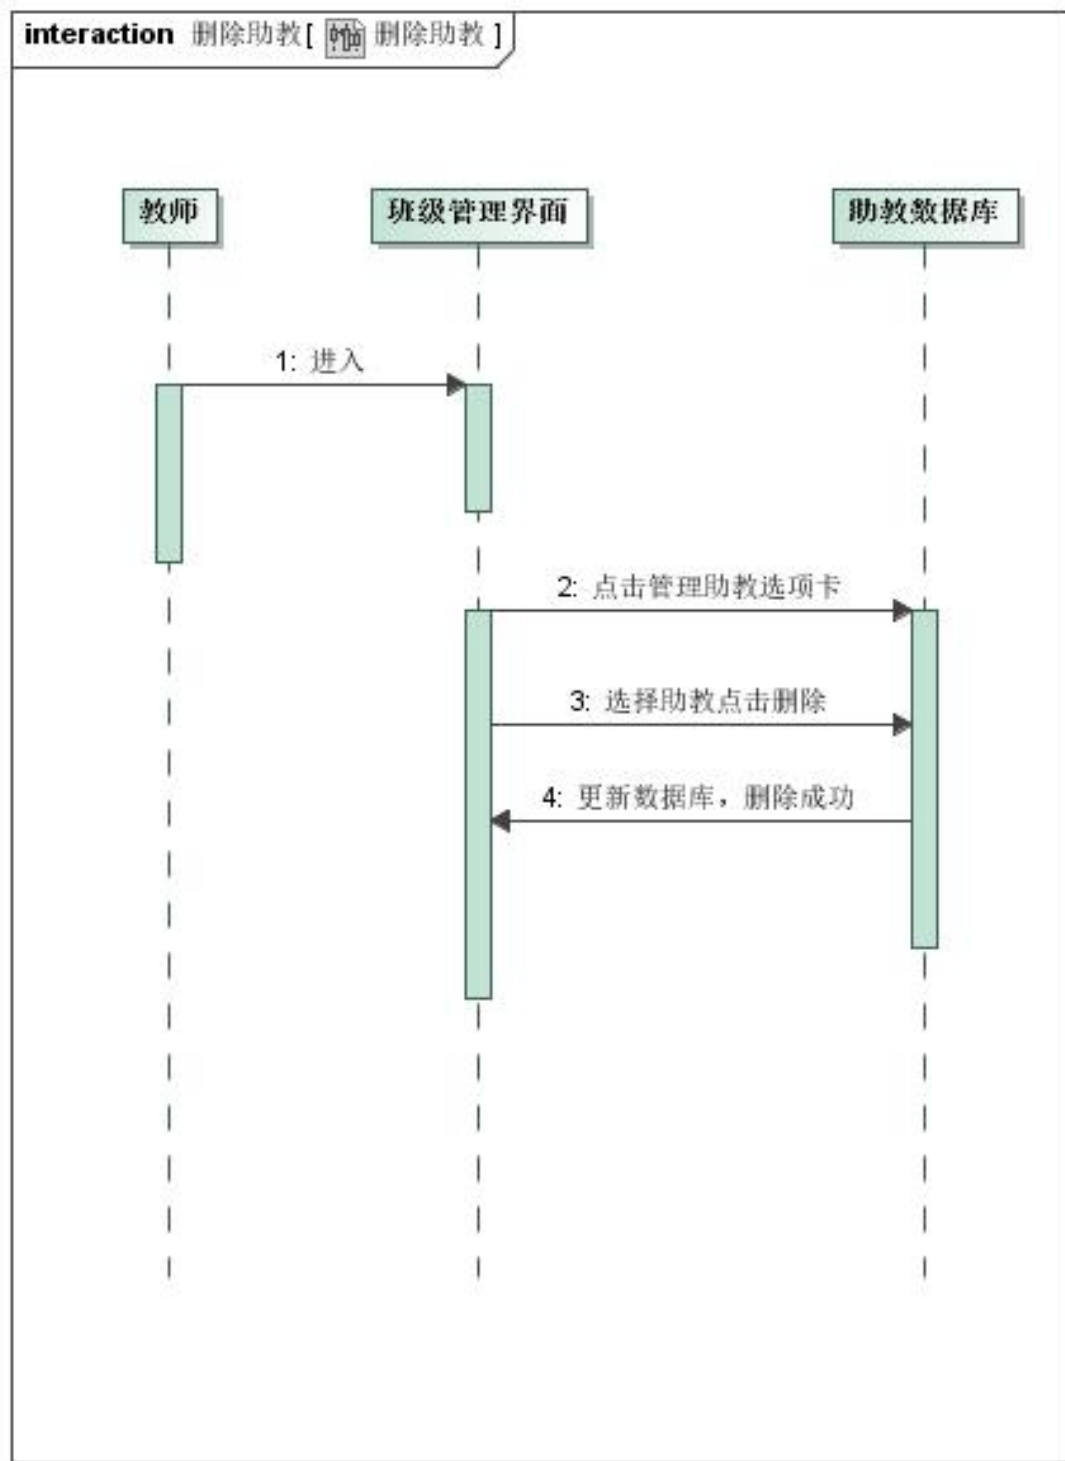 interaction 删除助教[ 删除助教 ]
教师
班级管理界面
助教数据库
1: 进入
2: 点击管理助教选项卡
3: 选择助教点击删除
4: 更新数据库，删除成功